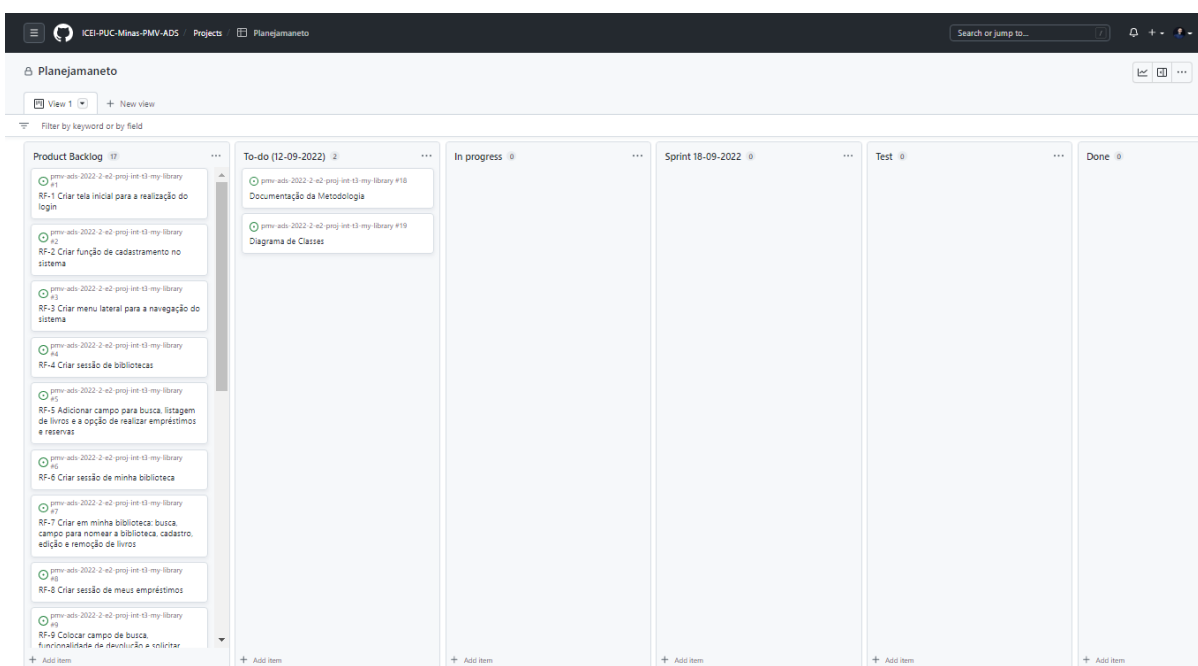 ICEI-PUC-Minas-PMV-ADS / Projects / Planejamaneto
Search or jump to... /
Planejamaneto
View 1
+ New view
Filter by keyword or by field
Product Backlog 17
pmv-ads-2022-2-e2-proj-int-t3-my-library
#1
RF-1 Criar tela inicial para a realização do
login
pmv-ads-2022-2-e2-proj-int-t3-my-library
#2
RF-2 Criar função de cadastramento no
sistema
pmv-ads-2022-2-e2-proj-int-t3-my-library
#3
RF-3 Criar menu lateral para a navegação do
sistema
pmv-ads-2022-2-e2-proj-int-t3-my-library
#4
RF-4 Criar sessão de bibliotecas
pmv-ads-2022-2-e2-proj-int-t3-my-library
#5
RF-5 Adicionar campo para busca, listagem
de livros e a opção de realizar empréstimos
e reservas
pmv-ads-2022-2-e2-proj-int-t3-my-library
#6
RF-6 Criar sessão de minha biblioteca
pmv-ads-2022-2-e2-proj-int-t3-my-library
#7
RF-7 Criar em minha biblioteca: busca,
campo para nomear a biblioteca, cadastro,
edição e remoção de livros
pmv-ads-2022-2-e2-proj-int-t3-my-library
#8
RF-8 Criar sessão de meus empréstimos
pmv-ads-2022-2-e2-proj-int-t3-my-library
#9
RF-9 Colocar campo de busca,
funcionalidade de devolução e solicitar
+ Add item
To-do (12-09-2022) 2
pmv-ads-2022-2-e2-proj-int-t3-my-library #18
Documentação da Metodologia
pmv-ads-2022-2-e2-proj-int-t3-my-library #19
Diagrama de Classes
+ Add item
In progress 0
+ Add item
Sprint 18-09-2022 0
+ Add item
Test 0
+ Add item
Done 0
+ Add item